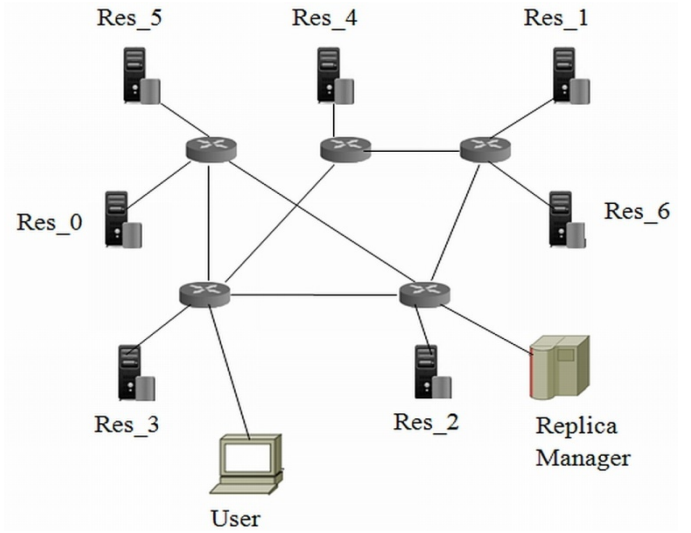 Res_5
Res_4
Res_1
Res_0
Res_6
Res_3
Res_2
Replica
Manager
User